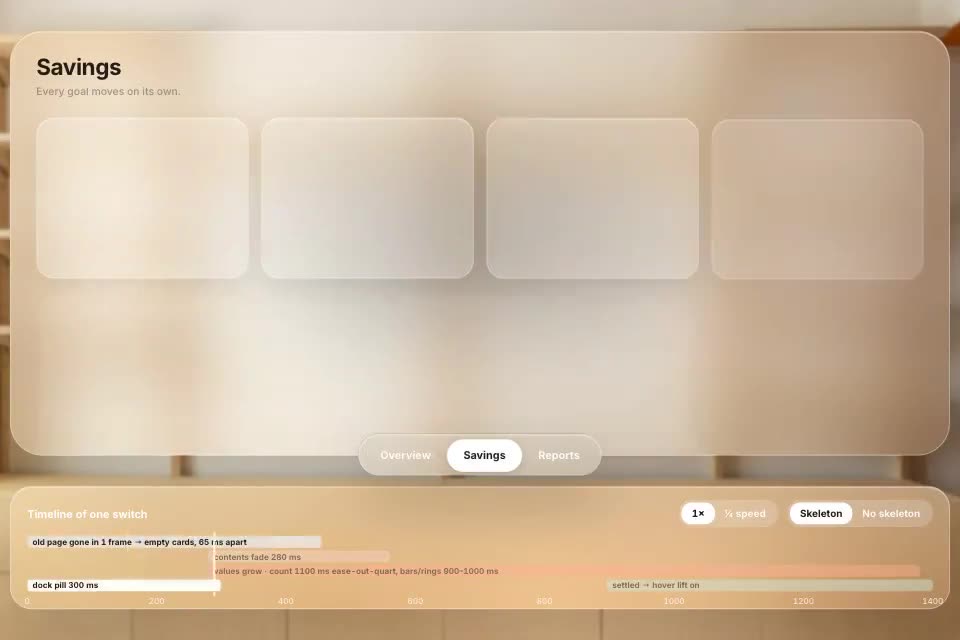 Savings
Every goal moves on its own.
Overview
Savings
Reports
Timeline of one switch
1×
¼ speed
Skeleton
No skeleton
old page gone in 1 frame → empty cards, 65 ms apart
contents fade 280 ms
values grow · count 1100 ms ease-out-quart, bars/rings 900–1000 ms
dock pill 300 ms
settled → hover lift on
0 200 400 600 800 1000 1200 1400